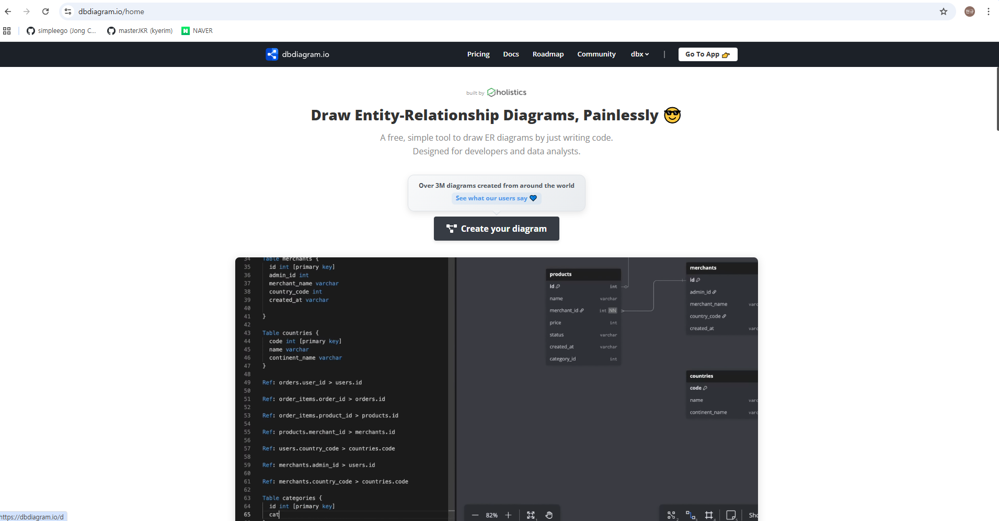 dbdiagram.io/home
현규
simpleego (Jong C...
masterJKR (kyerim)
N NAVER
dbdiagram.io
Pricing
Docs
Roadmap
Community
dbx
|
Go To App 👉
built by holistics
Draw Entity-Relationship Diagrams, Painlessly 😎
A free, simple tool to draw ER diagrams by just writing code.
Designed for developers and data analysts.
Over 3M diagrams created from around the world
See what our users say 💙
Create your diagram
34 Table merchants {
35 id int [primary key]
36 admin_id int
37 merchant_name varchar
38 country_code int
39 created_at varchar
40
41 }
42
43 Table countries {
44 code int [primary key]
45 name varchar
46 continent_name varchar
47 }
48
49 Ref: orders.user_id > users.id
50
51 Ref: order_items.order_id > orders.id
52
53 Ref: order_items.product_id > products.id
54
55 Ref: products.merchant_id > merchants.id
56
57 Ref: users.country_code > countries.code
58
59 Ref: merchants.admin_id > users.id
60
61 Ref: merchants.country_code > countries.code
62
63 Table categories {
64 id int [primary key]
65 cat
products
id int
name varchar
merchant_id int NN
price int
status varchar
created_at varchar
category_id int
merchants
id
admin_id
merchant_name varc
country_code
created_at varc
countries
code
name varc
continent_name varc
82%
Sho
https://dbdiagram.io/d